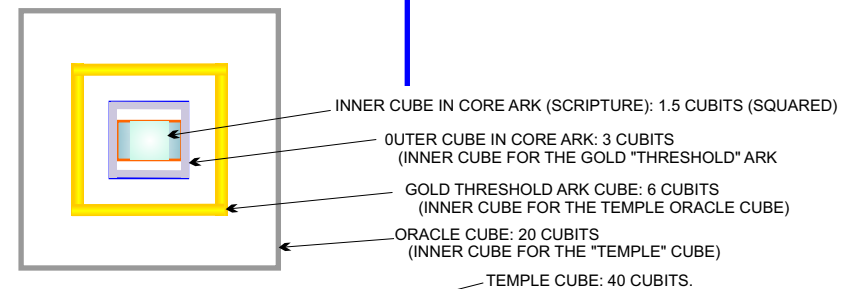 INNER CUBE IN CORE ARK (SCRIPTURE): 1.5 CUBITS (SQUARED)
0UTER CUBE IN CORE ARK: 3 CUBITS
(INNER CUBE FOR THE GOLD "THRESHOLD" ARK
GOLD THRESHOLD ARK CUBE: 6 CUBITS
(INNER CUBE FOR THE TEMPLE ORACLE CUBE)
ORACLE CUBE: 20 CUBITS
(INNER CUBE FOR THE "TEMPLE" CUBE)
TEMPLE CUBE: 40 CUBITS.